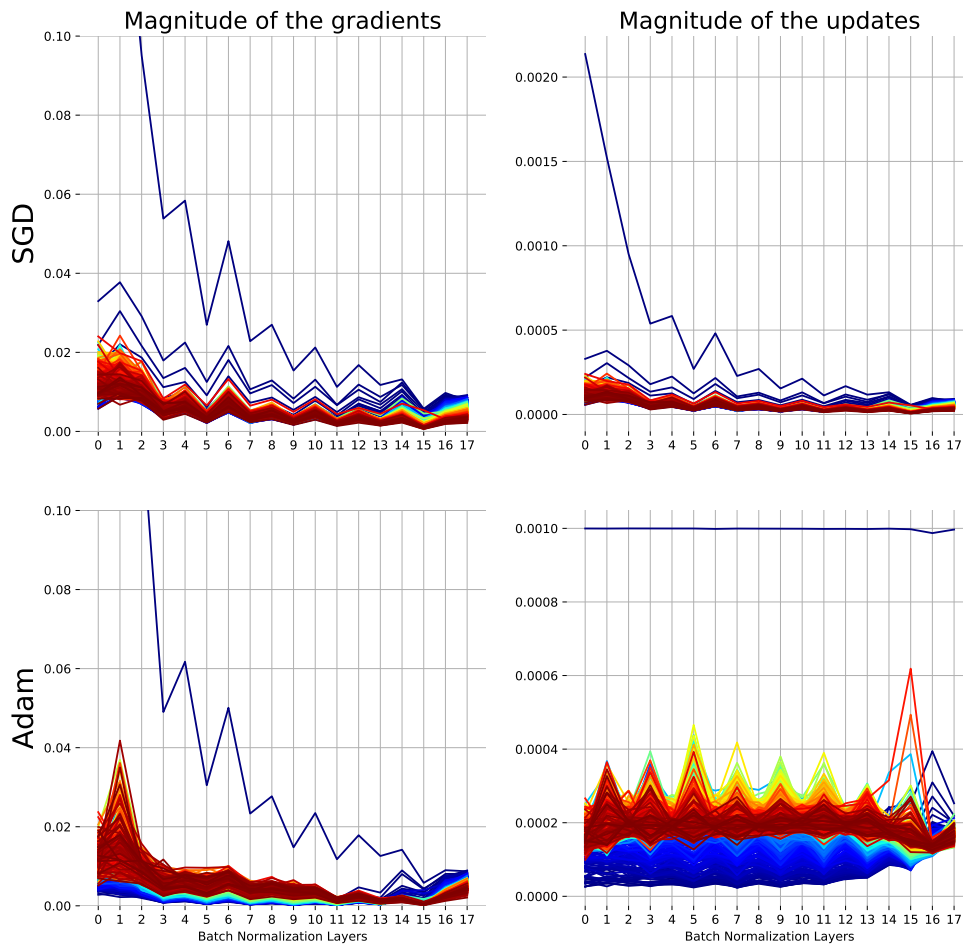 Magnitude of the gradients
Magnitude of the updates
SGD
0.10
0.08
0.06
0.04
0.02
0.00
0 1 2 3 4 5 6 7 8 9 10 11 12 13 14 15 16 17
0.0020
0.0015
0.0010
0.0005
0.0000
0 1 2 3 4 5 6 7 8 9 10 11 12 13 14 15 16 17
Adam
0.10
0.08
0.06
0.04
0.02
0.00
0 1 2 3 4 5 6 7 8 9 10 11 12 13 14 15 16 17
Batch Normalization Layers
0.0010
0.0008
0.0006
0.0004
0.0002
0.0000
0 1 2 3 4 5 6 7 8 9 10 11 12 13 14 15 16 17
Batch Normalization Layers